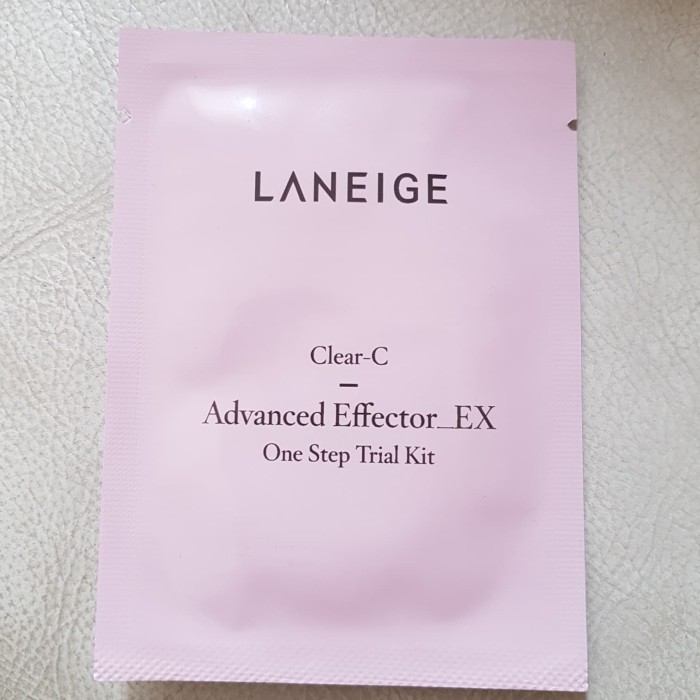 LANEIGE
Clear-C
Advanced Effector_EX
One Step Trial Kit